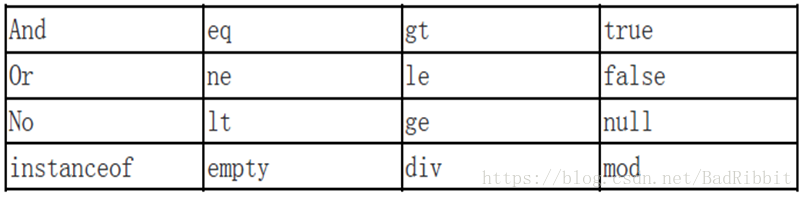 And eq gt true
Or ne le false
No lt ge null
instanceof empty div mod
https://blog.csdn.net/BadRibbit